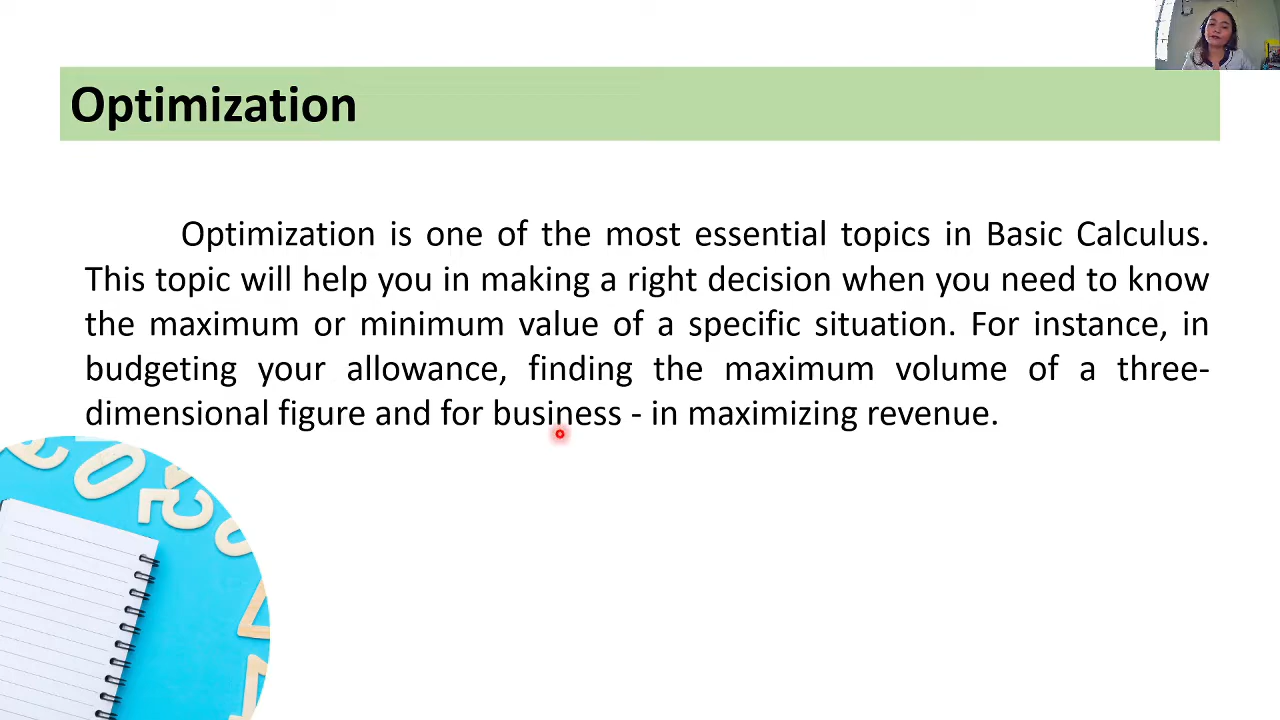 Optimization
Optimization is one of the most essential topics in Basic Calculus.
This topic will help you in making a right decision when you need to know
the maximum or minimum value of a specific situation. For instance, in
budgeting your allowance, finding the maximum volume of a three-
dimensional figure and for business - in maximizing revenue.